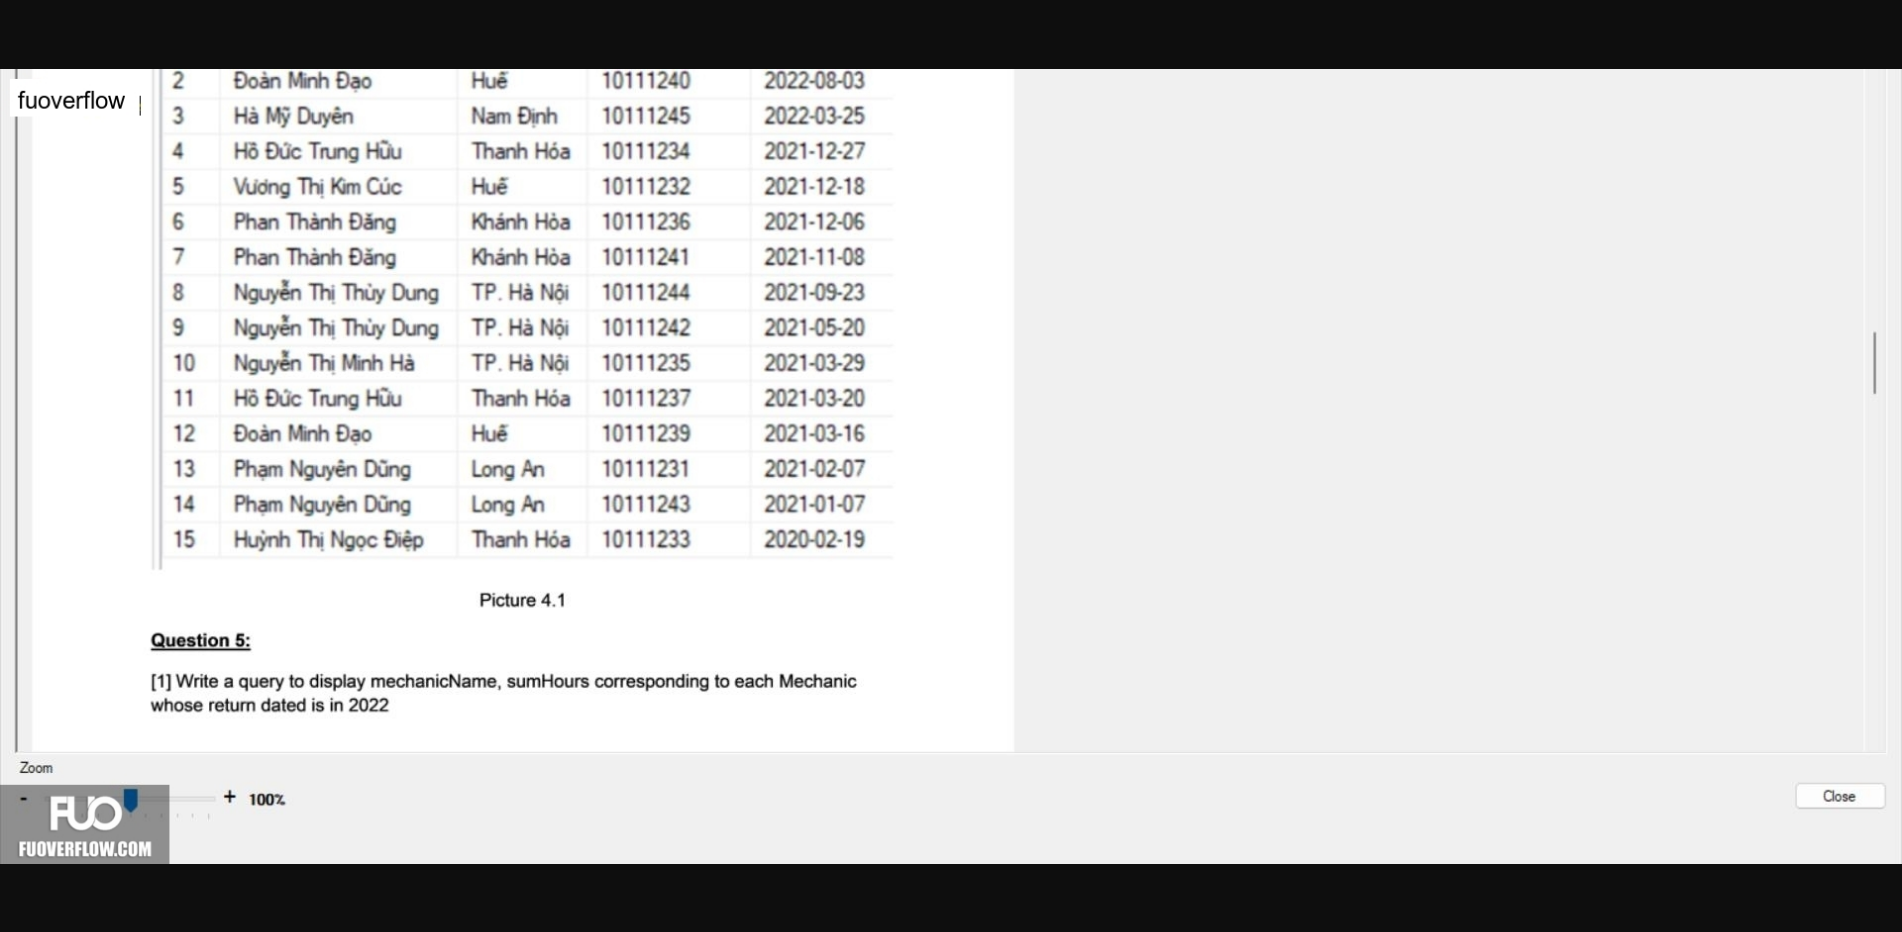 fuoverflow
2 Đoàn Minh Đạo Huế 10111240 2022-08-03
3 Hà Mỹ Duyên Nam Định 10111245 2022-03-25
4 Hồ Đức Trung Hữu Thanh Hóa 10111234 2021-12-27
5 Vương Thị Kim Cúc Huế 10111232 2021-12-18
6 Phan Thành Đăng Khánh Hòa 10111236 2021-12-06
7 Phan Thành Đăng Khánh Hòa 10111241 2021-11-08
8 Nguyễn Thị Thùy Dung TP. Hà Nội 10111244 2021-09-23
9 Nguyễn Thị Thùy Dung TP. Hà Nội 10111242 2021-05-20
10 Nguyễn Thị Minh Hà TP. Hà Nội 10111235 2021-03-29
11 Hồ Đức Trung Hữu Thanh Hóa 10111237 2021-03-20
12 Đoàn Minh Đạo Huế 10111239 2021-03-16
13 Phạm Nguyên Dũng Long An 10111231 2021-02-07
14 Phạm Nguyên Dũng Long An 10111243 2021-01-07
15 Huỳnh Thị Ngọc Điệp Thanh Hóa 10111233 2020-02-19
Picture 4.1
Question 5:
[1] Write a query to display mechanicName, sumHours corresponding to each Mechanic
whose return dated is in 2022
Zoom
- + 100%
Close
FUO
FUOVERFLOW.COM